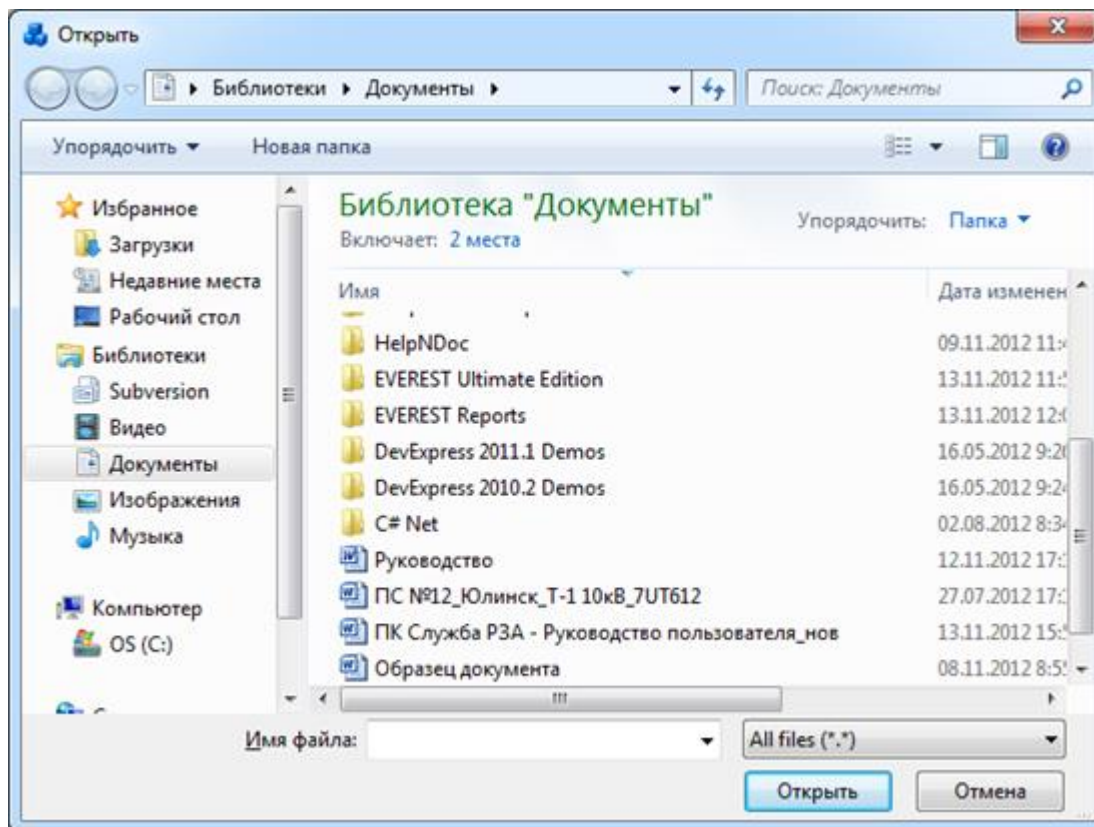 Открыть
Библиотеки Документы
Поиск: Документы
Упорядочить Новая папка
Избранное
Загрузки
Недавние места
Рабочий стол
Библиотеки
Subversion
Видео
Документы
Изображения
Музыка
Компьютер
OS (C:)
Библиотека "Документы"
Включает: 2 места
Упорядочить: Папка
Имя Дата изменен
HelpNDoc 09.11.2012 11:
EVEREST Ultimate Edition 13.11.2012 11:
EVEREST Reports 13.11.2012 12:
DevExpress 2011.1 Demos 16.05.2012 9:2
DevExpress 2010.2 Demos 16.05.2012 9:2
C# Net 02.08.2012 8:3
Руководство 12.11.2012 17:
ПС №12_Юлинск_Т-1 10кВ_7UT612 27.07.2012 17:
ПК Служба РЗА - Руководство пользователя_нов 13.11.2012 15:
Образец документа 08.11.2012 8:5
Имя файла:
All files (*.*)
Открыть Отмена